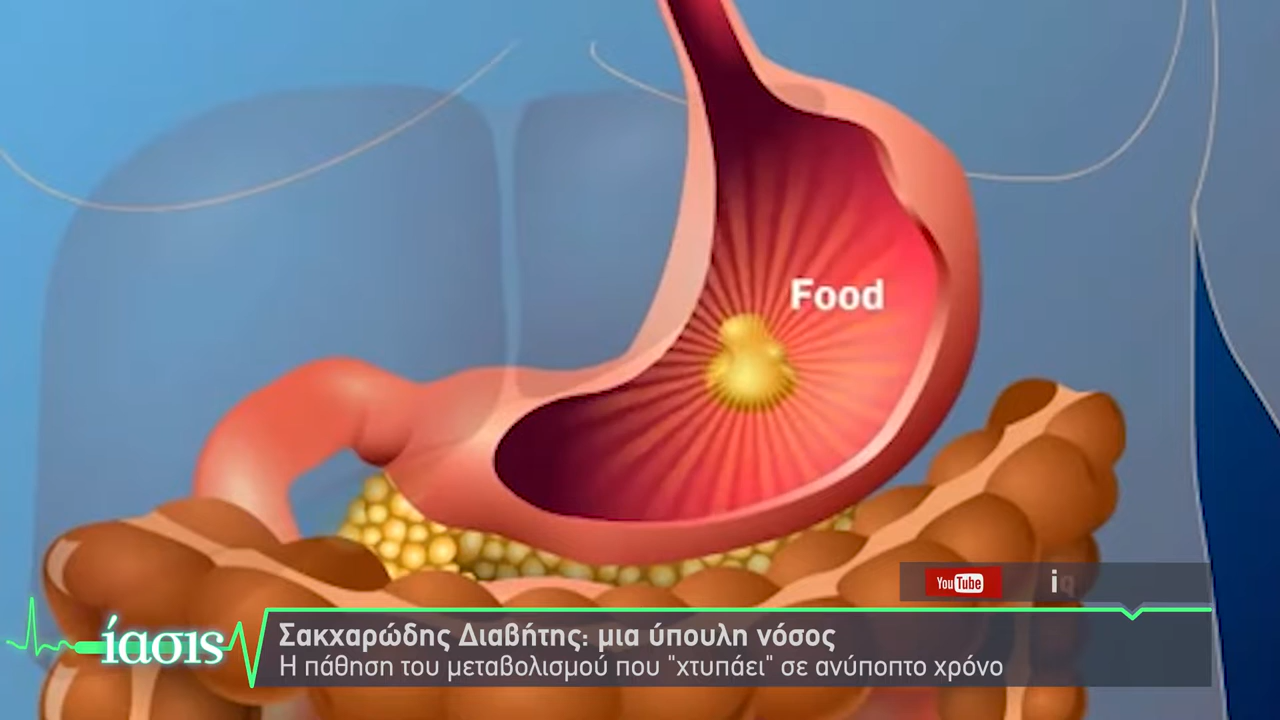 Food
YouTube
i
ίασις
Σακχαρώδης Διαβήτης: μια ύπουλη νόσος
Η πάθηση του μεταβολισμού που "χτυπάει" σε ανύποπτο χρόνο